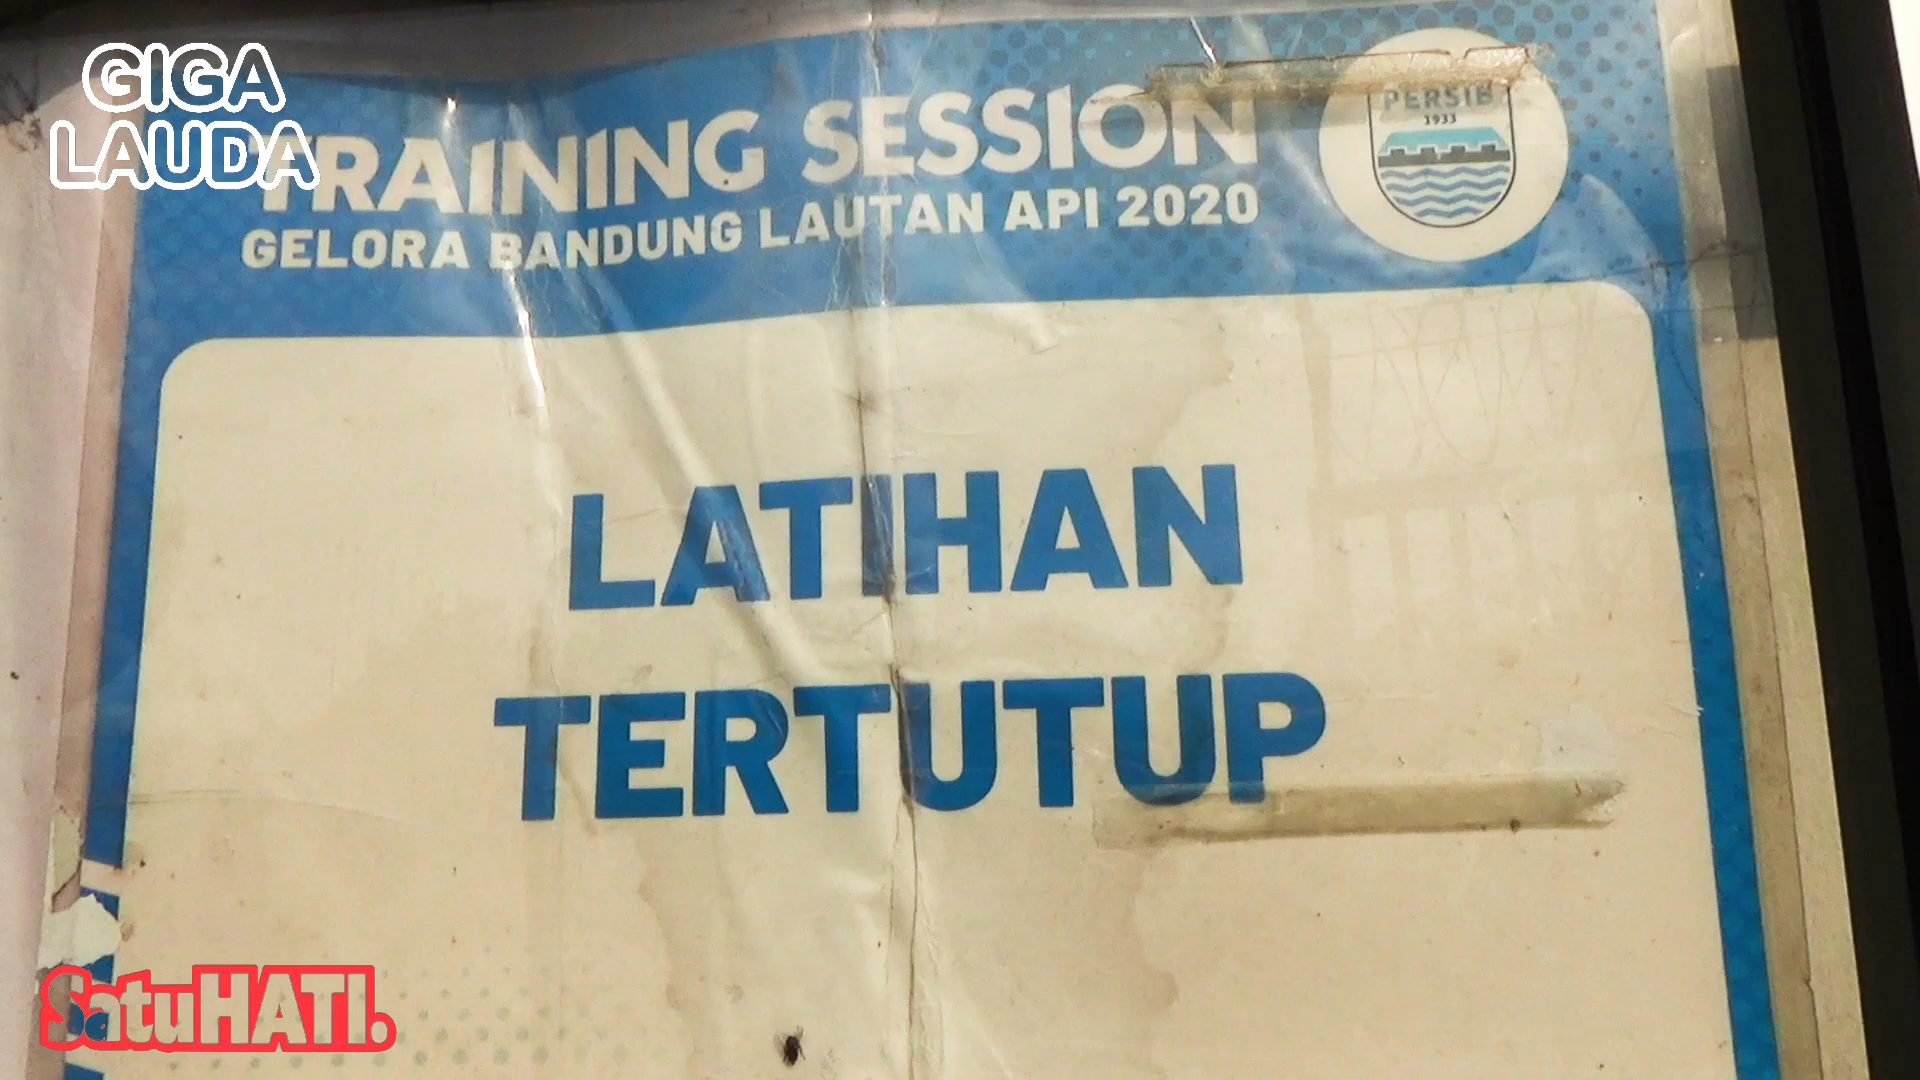 GIGA
LAUDA
TRAINING SESSION
GELORA BANDUNG LAUTAN API 2020
PERSIB
1933
LATIHAN
TERTUTUP
SatuHATI.